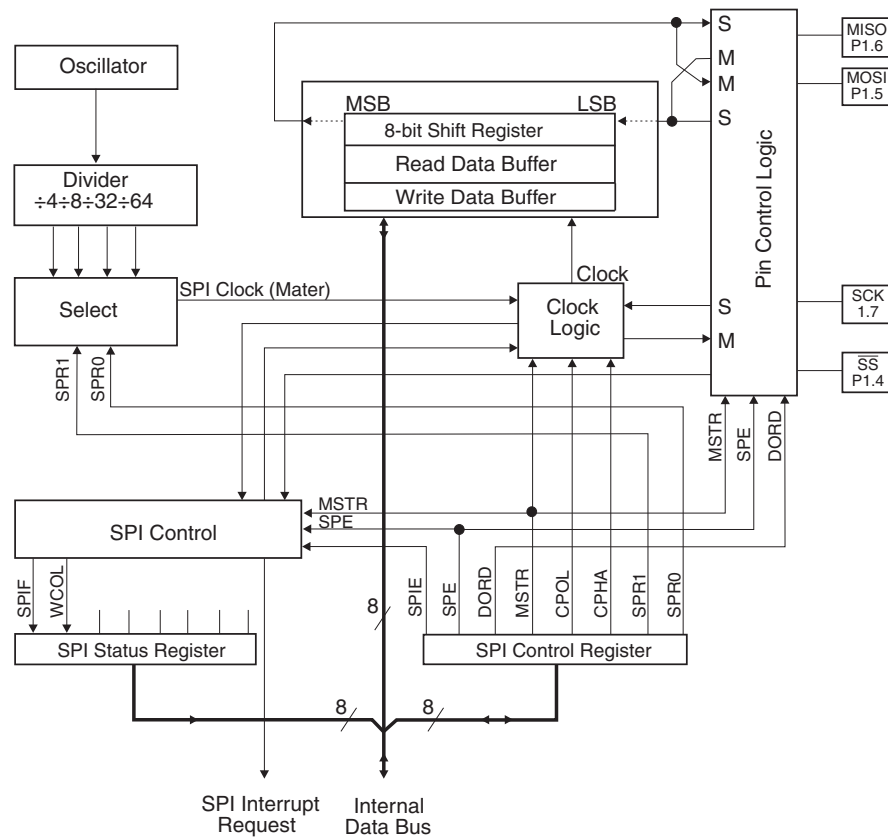 Oscillator
Divider
÷4÷8÷32÷64
Select
SPI Clock (Mater)
SPR1
SPR0
MSB
LSB
8-bit Shift Register
Read Data Buffer
Write Data Buffer
Clock
Clock
Logic
S
M
M
S
S
M
Pin Control Logic
MISO
P1.6
MOSI
P1.5
SCK
1.7
SS
P1.4
MSTR
SPE
DORD
SPI Control
MSTR
SPE
SPIF
WCOL
8
SPIE
SPE
DORD
MSTR
CPOL
CPHA
SPR1
SPR0
SPI Status Register
SPI Control Register
8
8
SPI Interrupt
Request
Internal
Data Bus